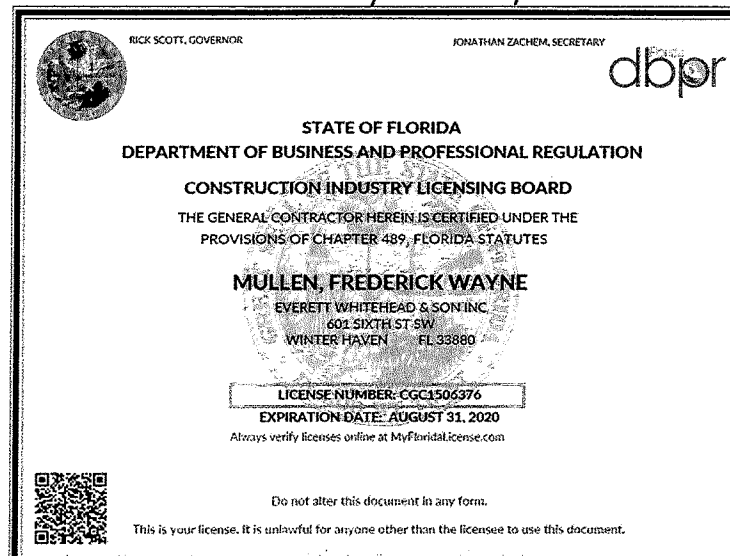 RICK SCOTT, GOVERNOR
JONATHAN ZACHEM, SECRETARY
Florida
dbpr
STATE OF FLORIDA
DEPARTMENT OF BUSINESS AND PROFESSIONAL REGULATION
CONSTRUCTION INDUSTRY LICENSING BOARD
THE GENERAL CONTRACTOR HEREIN IS CERTIFIED UNDER THE
PROVISIONS OF CHAPTER 489, FLORIDA STATUTES
MULLEN, FREDERICK WAYNE
EVERETT WHITEHEAD & SON INC
601 SIXTH ST SW
WINTER HAVEN FL 33880
LICENSE NUMBER: CGC1506376
EXPIRATION DATE: AUGUST 31, 2020
Always verify licenses online at MyFloridaLicense.com
Do not alter this document in any form.
This is your license. It is unlawful for anyone other than the licensee to use this document.